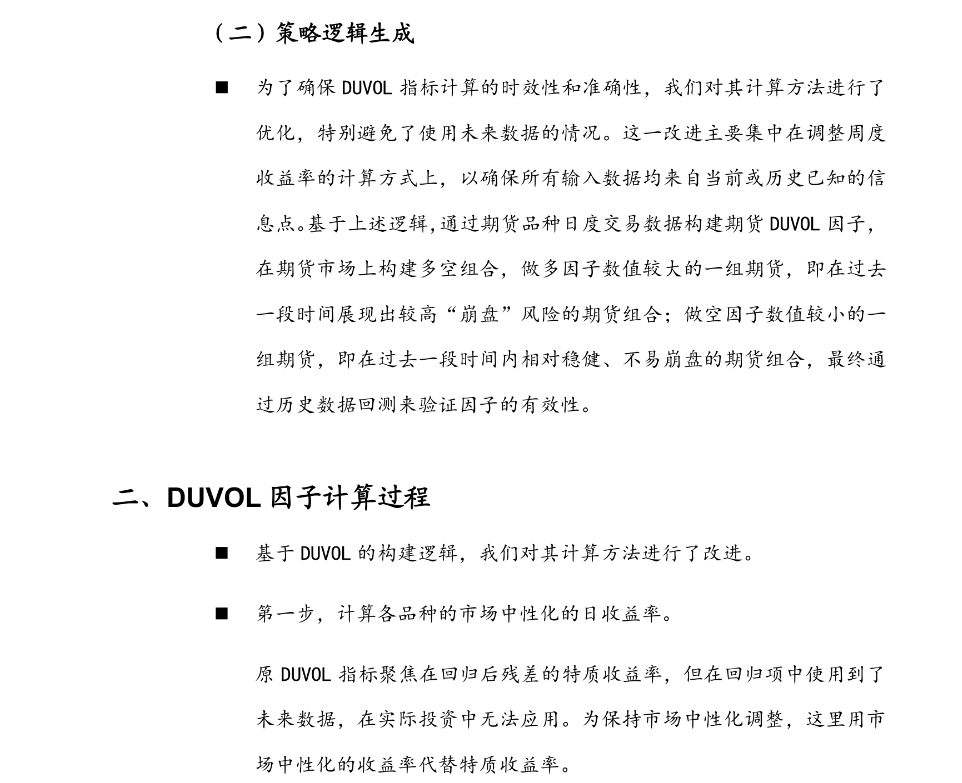 （二）策略逻辑生成
■ 为了确保 DUVOL 指标计算的时效性和准确性，我们对其计算方法进行了
优化，特别避免了使用未来数据的情况。这一改进主要集中在调整周度
收益率的计算方式上，以确保所有输入数据均来自当前或历史已知的信
息点。基于上述逻辑，通过期货品种日度交易数据构建期货 DUVOL 因子，
在期货市场上构建多空组合，做多因子数值较大的一组期货，即在过去
一段时间展现出较高“崩盘”风险的期货组合；做空因子数值较小的一
组期货，即在过去一段时间内相对稳健、不易崩盘的期货组合，最终通
过历史数据回测来验证因子的有效性。
二、DUVOL 因子计算过程
■ 基于 DUVOL 的构建逻辑，我们对其计算方法进行了改进。
■ 第一步，计算各品种的市场中性化的日收益率。
原 DUVOL 指标聚焦在回归后残差的特质收益率，但在回归项中使用到了
未来数据，在实际投资中无法应用。为保持市场中性化调整，这里用市
场中性化的收益率代替特质收益率。